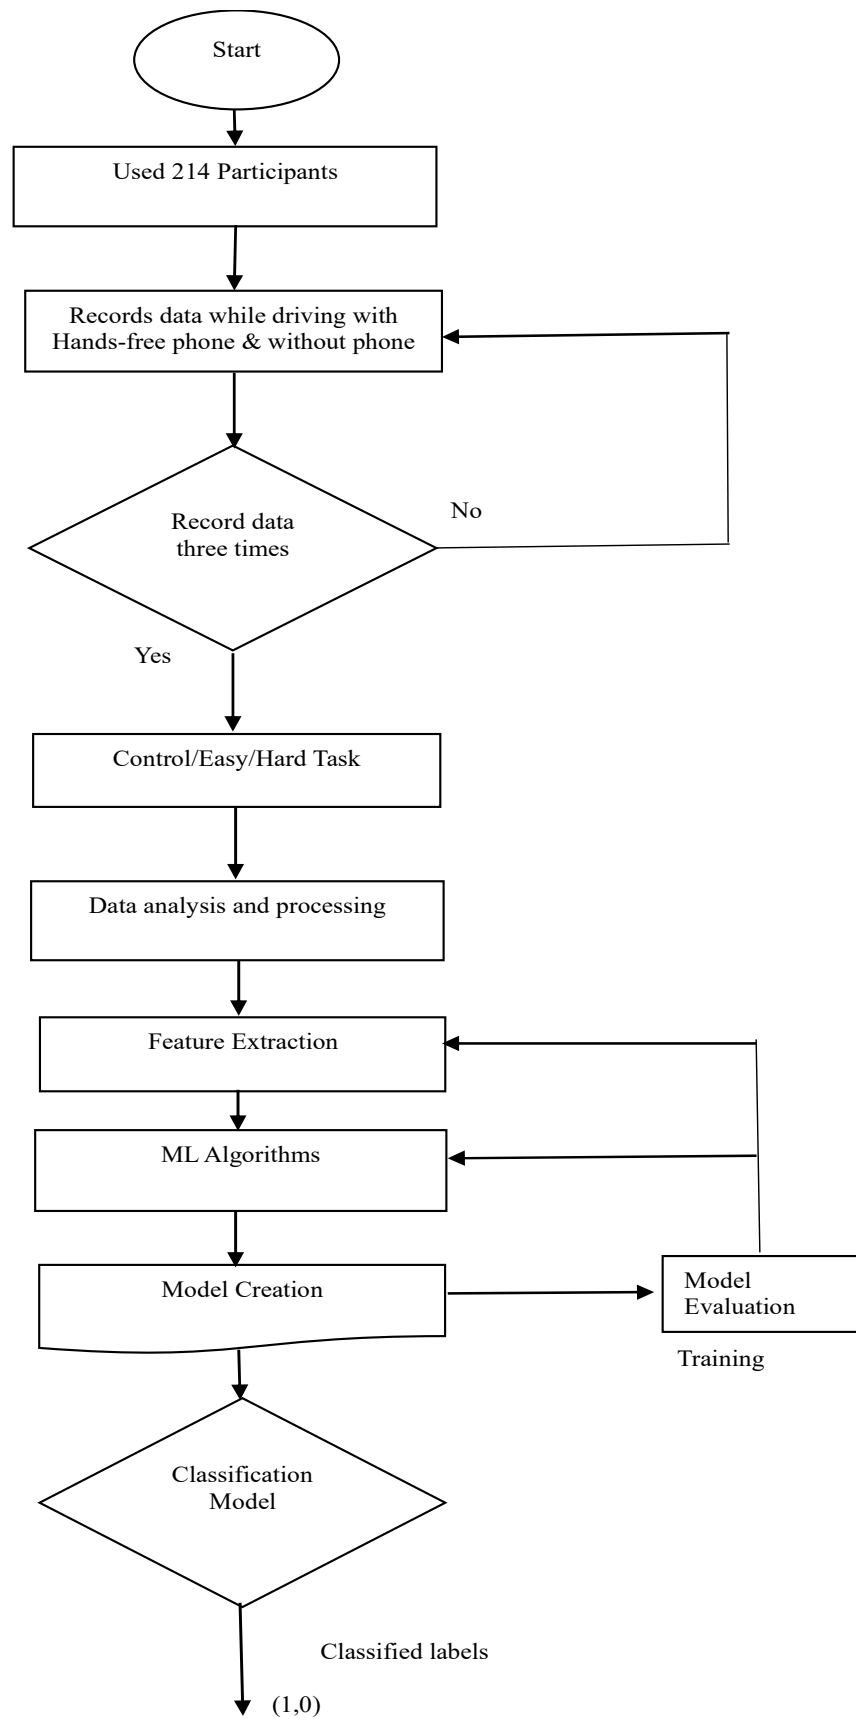 Start
Used 214 Participants
Records data while driving with
Hands-free phone & without phone
No
Record data
three times
Yes
Control/Easy/Hard Task
Data analysis and processing
Feature Extraction
ML Algorithms
Model Creation
Model
Evaluation
Training
Classification
Model
Classified labels
(1,0)